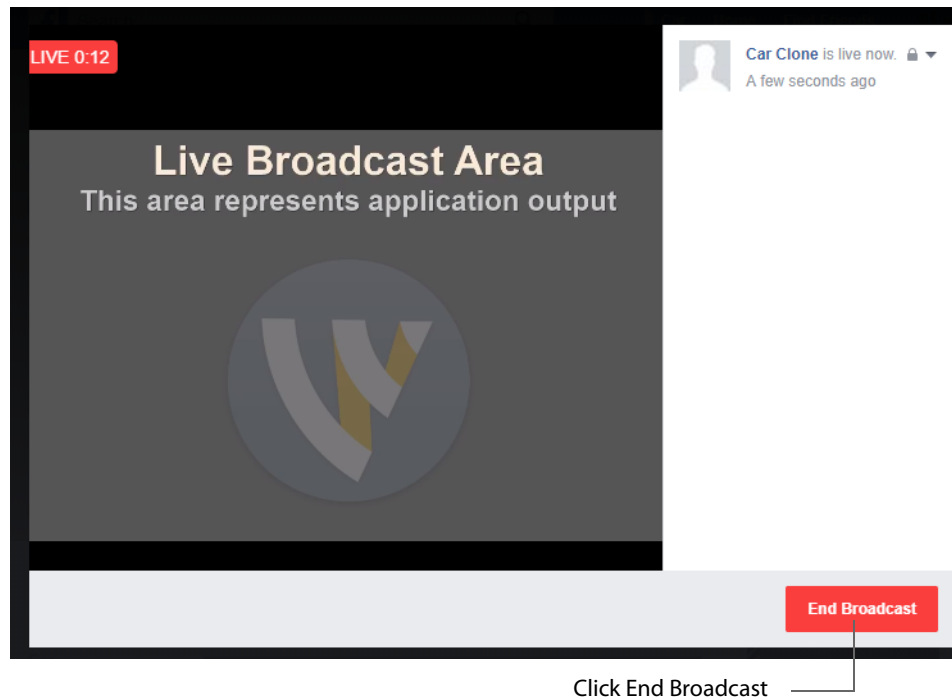 LIVE 0:12
Car Clone is live now.
A few seconds ago
Live Broadcast Area
This area represents application output
End Broadcast
Click End Broadcast